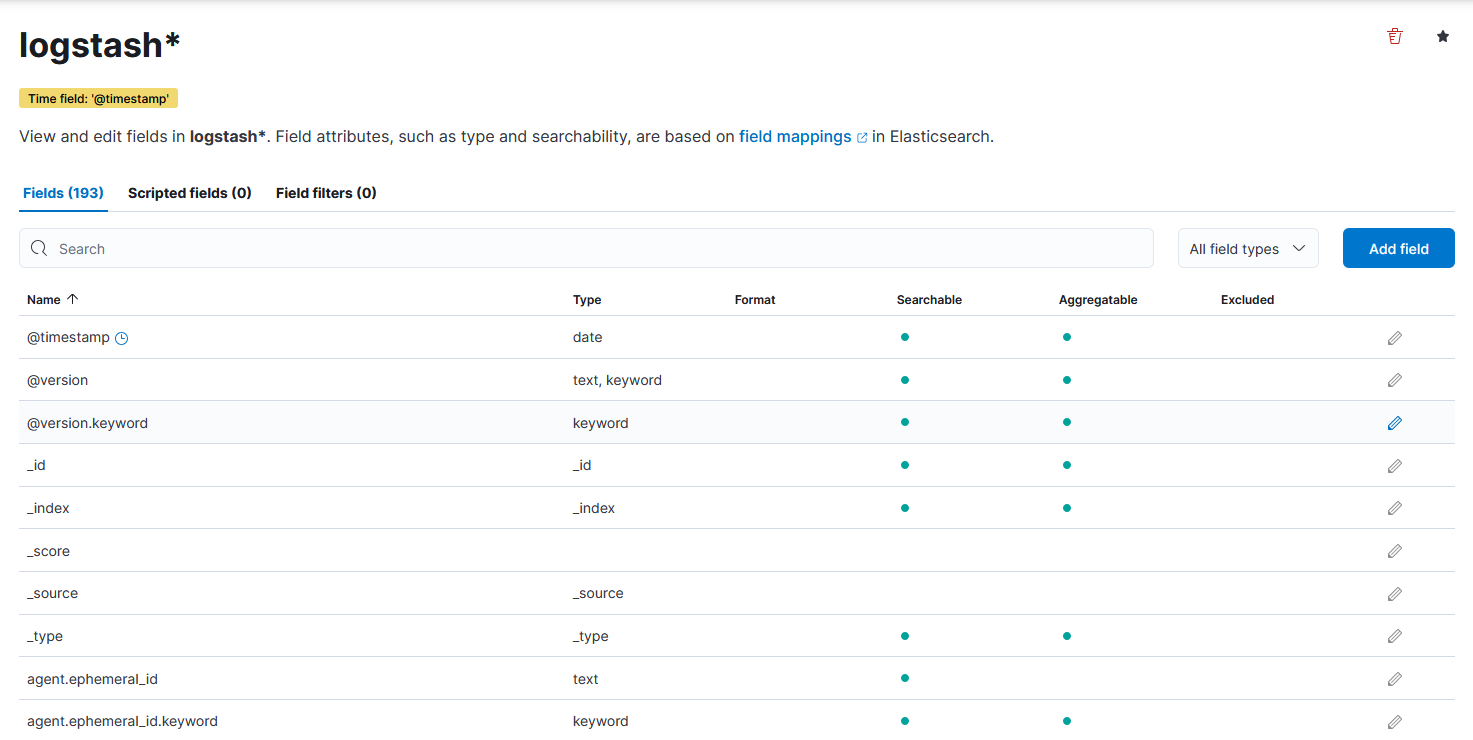 logstash*
Time field: '@timestamp'
View and edit fields in logstash*. Field attributes, such as type and searchability, are based on field mappings in Elasticsearch.
Fields (193) Scripted fields (0) Field filters (0)
Search All field types Add field
Name Type Format Searchable Aggregatable Excluded
@timestamp date
@version text, keyword
@version.keyword keyword
_id _id
_index _index
_score
_source _source
_type _type
agent.ephemeral_id text
agent.ephemeral_id.keyword keyword